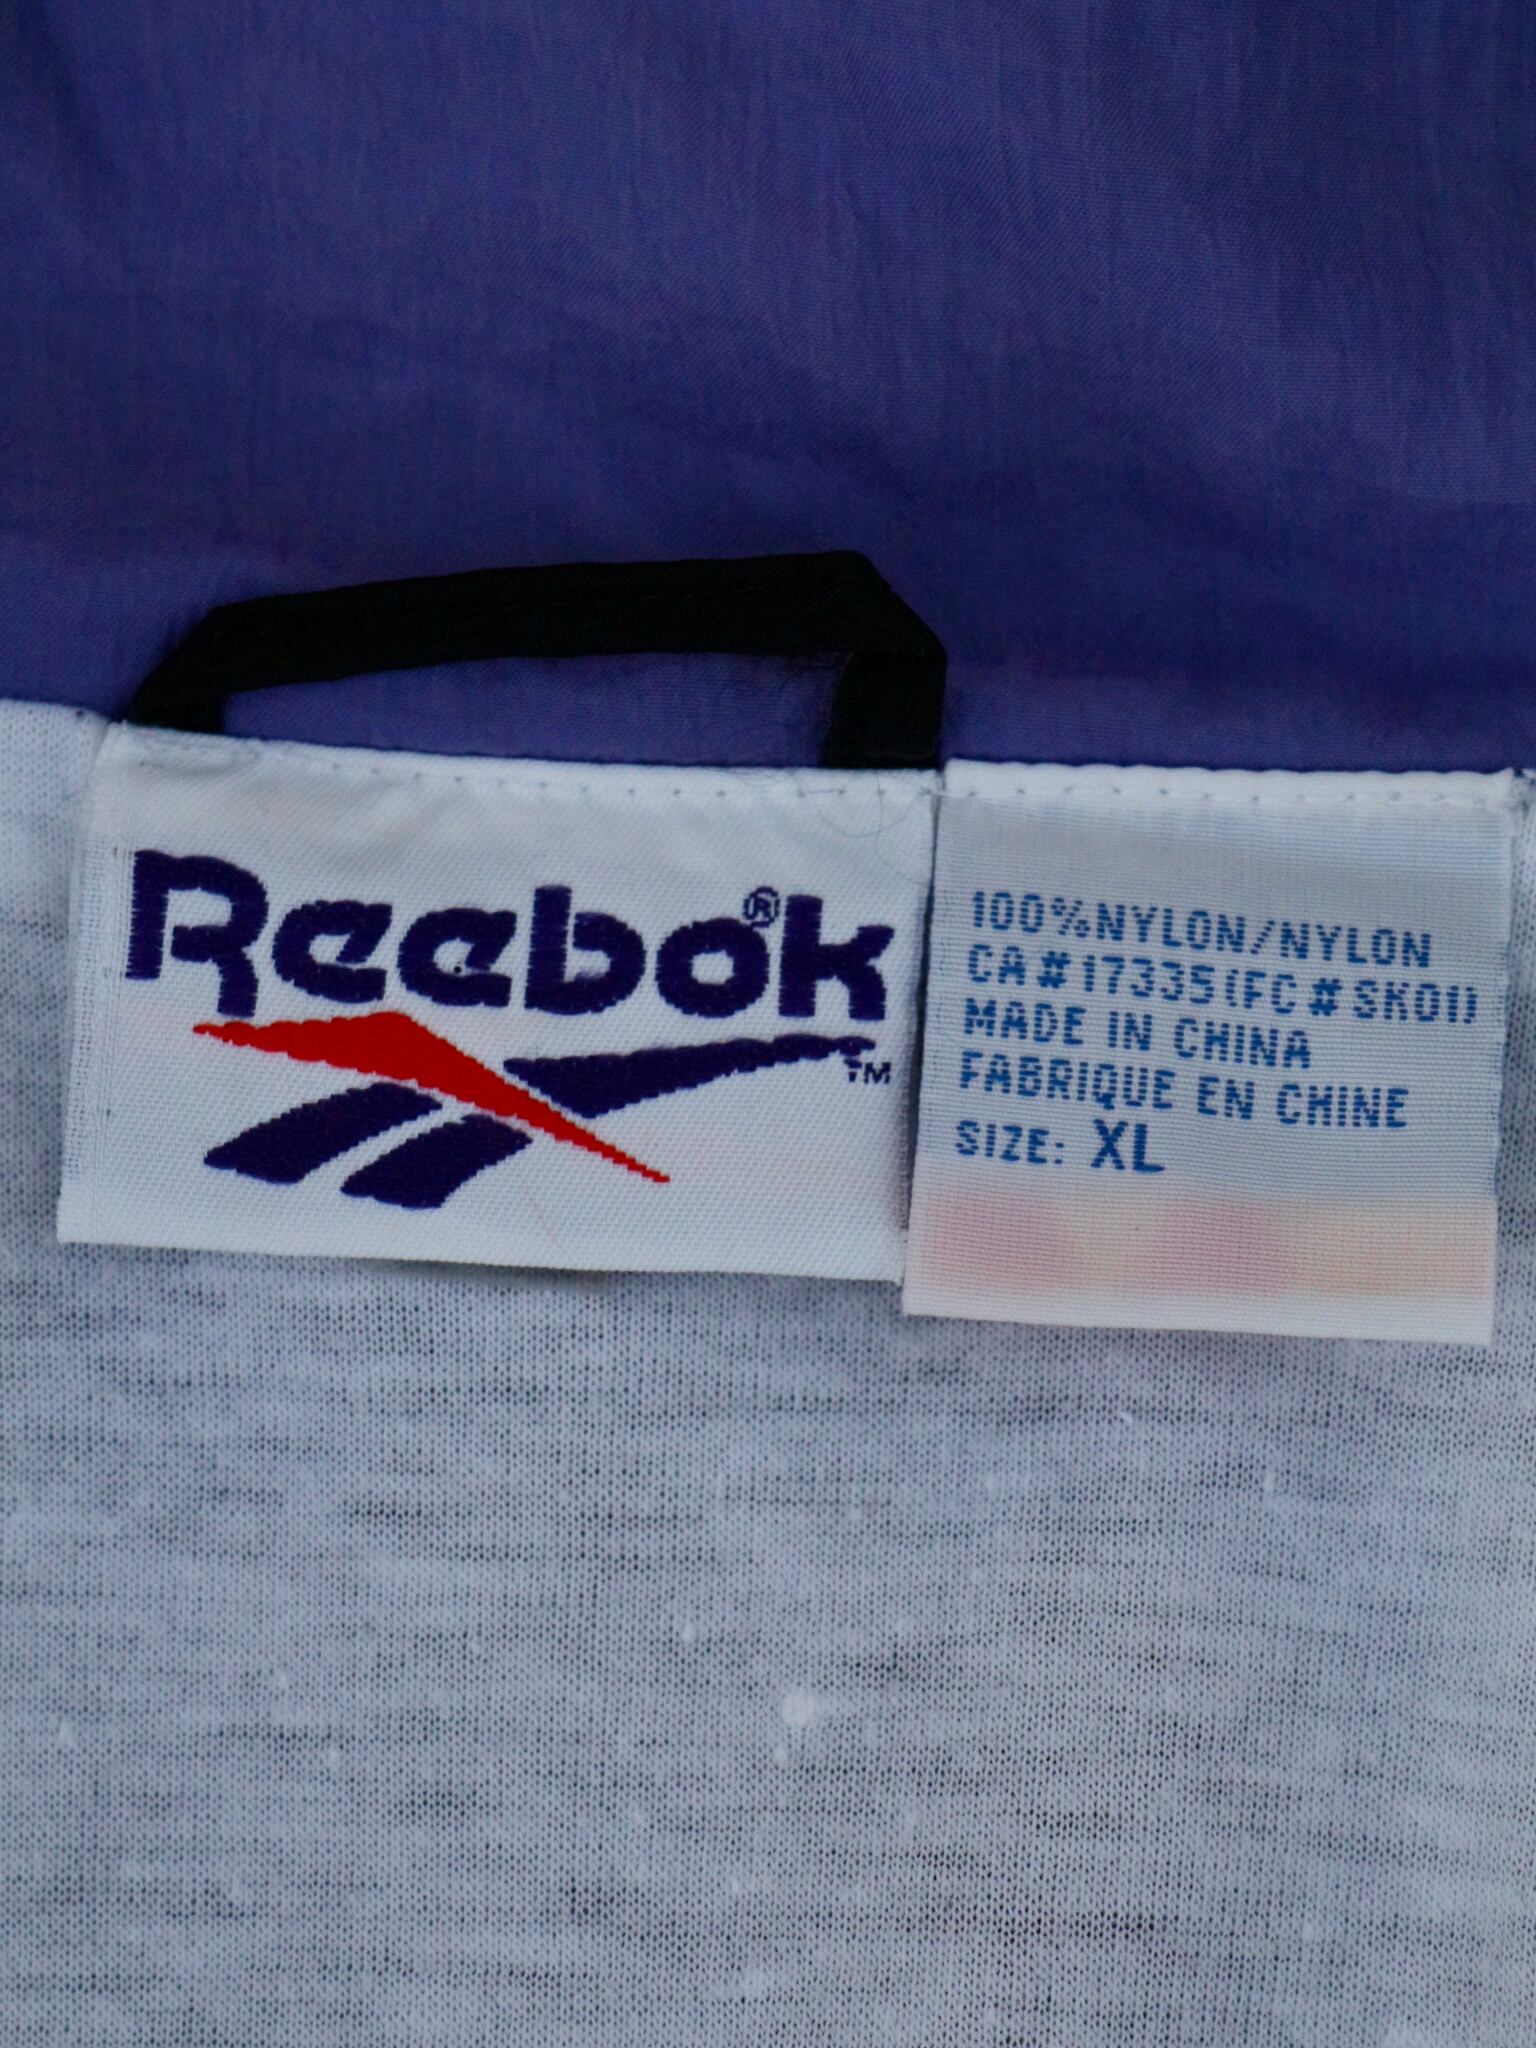 Reebok®
TM
100%NYLON/NYLON
CA#17335(FC#SK01)
MADE IN CHINA
FABRIQUE EN CHINE
SIZE: XL